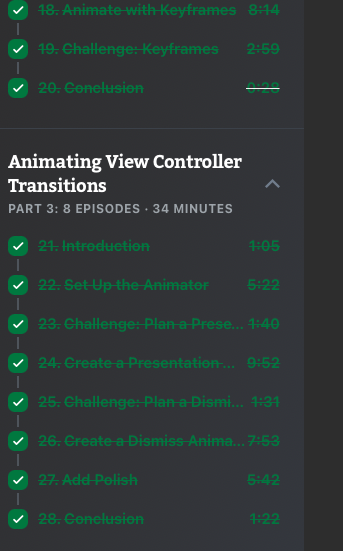 18. Animate with Keyframes 8:14
19. Challenge: Keyframes 2:59
20. Conclusion 0:28
Animating View Controller
Transitions
PART 3: 8 EPISODES · 34 MINUTES
21. Introduction 1:05
22. Set Up the Animator 5:22
23. Challenge: Plan a Prese... 1:40
24. Create a Presentation ... 9:52
25. Challenge: Plan a Dismi... 1:31
26. Create a Dismiss Anima... 7:53
27. Add Polish 5:42
28. Conclusion 1:22